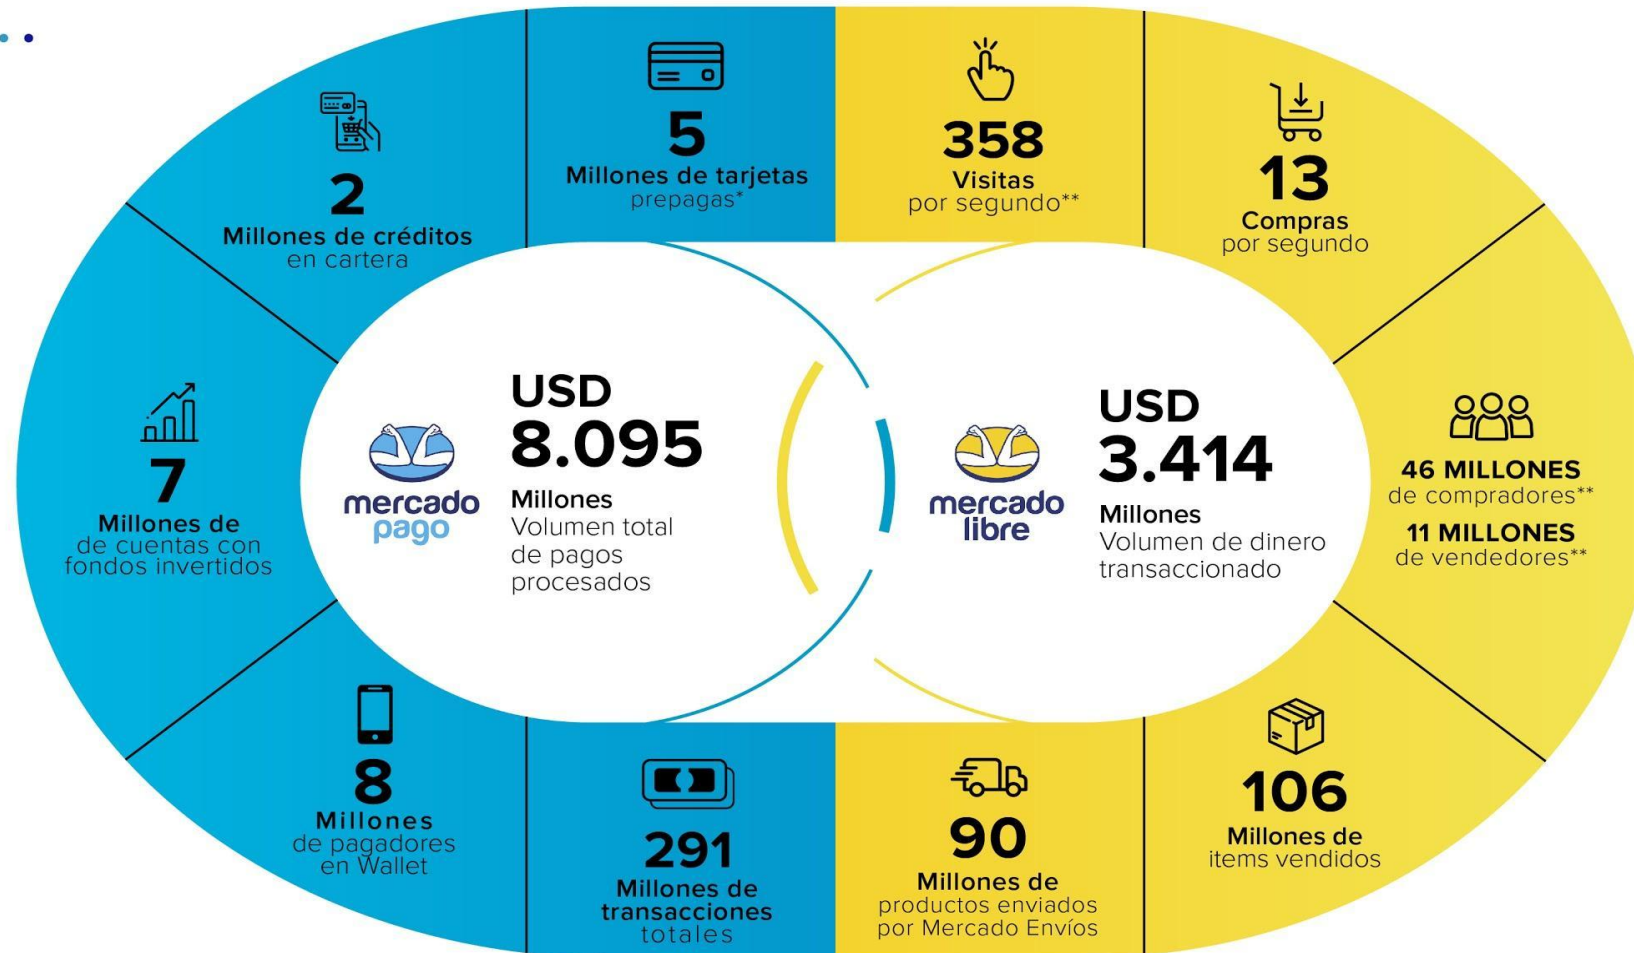 5
Millones de tarjetas
prepagas*
358
Visitas
por segundo**
2
Millones de créditos
en cartera
13
Compras
por segundo
7
Millones de
de cuentas con
fondos invertidos
mercado
pago
USD
8.095
Millones
Volumen total
de pagos
procesados
mercado
libre
USD
3.414
Millones
Volumen de dinero
transaccionado
46 MILLONES
de compradores**
11 MILLONES
de vendedores**
8
Millones
de pagadores
en Wallet
291
Millones de
transacciones
totales
90
Millones de
productos enviados
por Mercado Envíos
106
Millones de
items vendidos